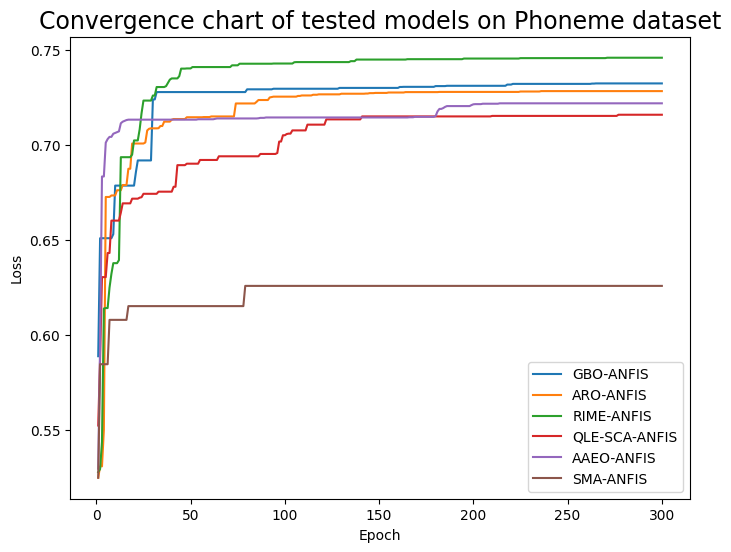 Convergence chart of tested models on Phoneme dataset
0.75
0.70
0.65
0.60
0.55
Loss
0
50
100
150
200
250
300
Epoch
GBO-ANFIS
ARO-ANFIS
RIME-ANFIS
QLE-SCA-ANFIS
AAEO-ANFIS
SMA-ANFIS